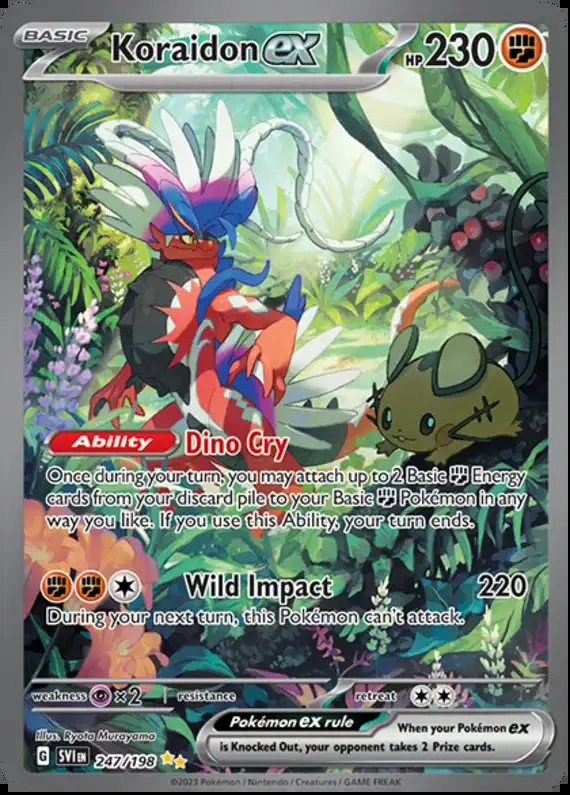 BASIC
Koraidon ex HP 230
Ability Dino Cry
Once during your turn, you may attach up to 2 Basic Energy
cards from your discard pile to your Basic Pokémon in any
way you like. If you use this Ability, your turn ends.
Wild Impact 220
During your next turn, this Pokémon can't attack.
weakness ×2 resistance retreat
Illus. Ryota Murayama
Pokémon ex rule
When your Pokémon ex
is Knocked Out, your opponent takes 2 Prize cards.
G SVI EN 247/198
©2023 Pokémon / Nintendo / Creatures / GAME FREAK